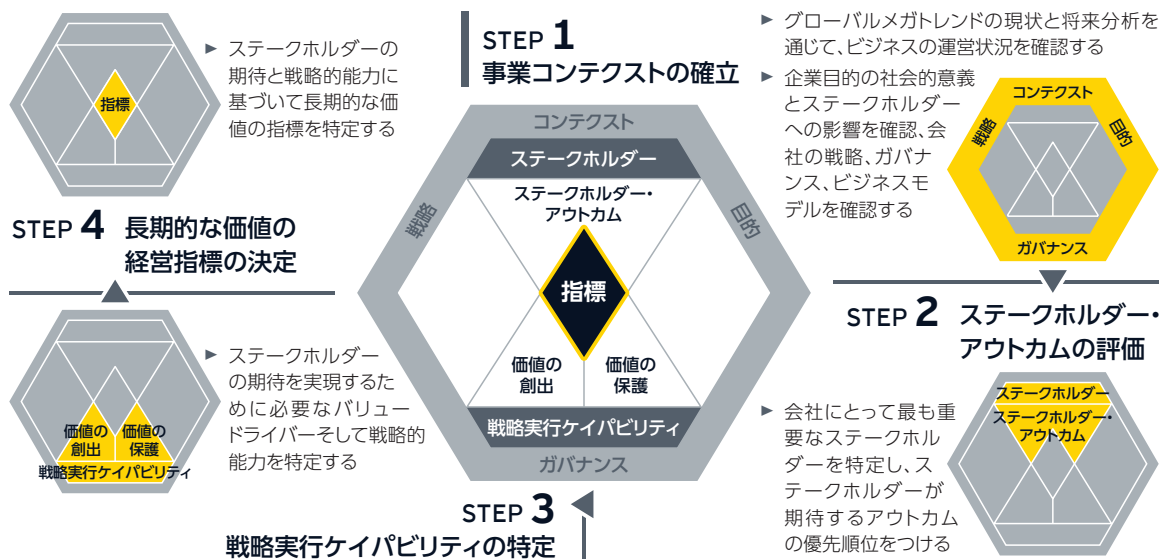 STEP 1
事業コンテクストの確立
▶ グローバルメガトレンドの現状と将来分析を
通じて、ビジネスの運営状況を確認する
▶ 企業目的の社会的意義
とステークホルダー
への影響を確認、会
社の戦略、ガバナ
ンス、ビジネスモ
デルを確認する
コンテクスト
戦略
目的
ガバナンス
STEP 2 ステークホルダー・
アウトカムの評価
▶ 会社にとって最も重
要なステークホル
ダーを特定し、ス
テークホルダーが
期待するアウトカム
の優先順位をつける
ステークホルダー
ステークホルダー・
アウトカム
STEP 3
戦略実行ケイパビリティの特定
▶ ステークホルダー
の期待を実現するた
めに必要なバリュー
ドライバーそして戦略的
能力を特定する
価値の
創出
価値の
保護
戦略実行ケイパビリティ
STEP 4 長期的な価値の
経営指標の決定
▶ ステークホルダーの
期待と戦略的能力に
基づいて長期的な価
値の指標を特定する
指標
コンテクスト
ステークホルダー
ステークホルダー・
アウトカム
戦略
目的
指標
価値の
創出
価値の
保護
戦略実行ケイパビリティ
ガバナンス